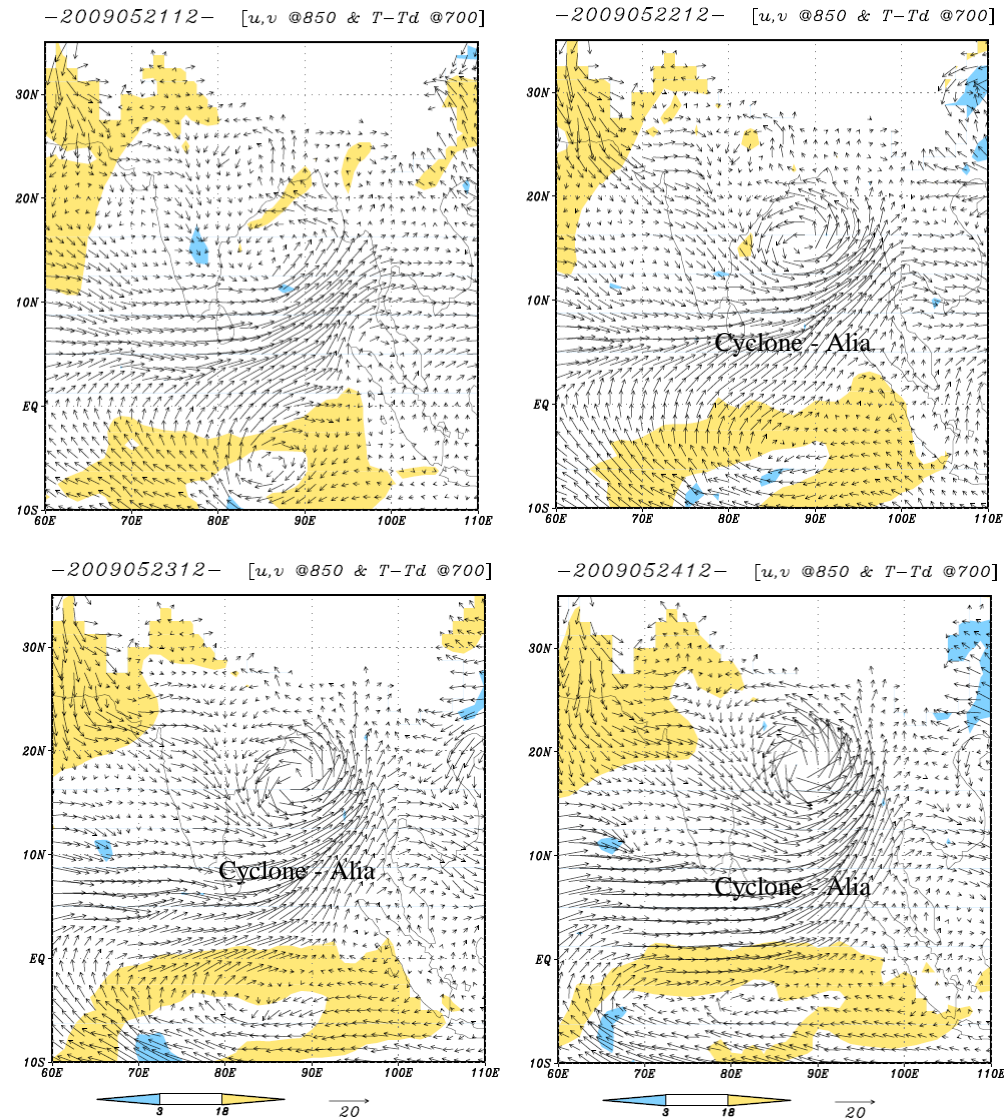 -2009052112- [u,v @850 & T-Td @700]
30N
20N
10N
EQ
10S
60E 70E 80E 90E 100E 110E
-2009052212- [u,v @850 & T-Td @700]
30N
20N
10N
Cyclone - Alia
EQ
10S
60E 70E 80E 90E 100E 110E
-2009052312- [u,v @850 & T-Td @700]
30N
20N
10N
Cyclone - Alia
EQ
10S
60E 70E 80E 90E 100E 110E
3 18 20
-2009052412- [u,v @850 & T-Td @700]
30N
20N
10N
Cyclone - Alia
EQ
10S
60E 70E 80E 90E 100E 110E
3 18 20